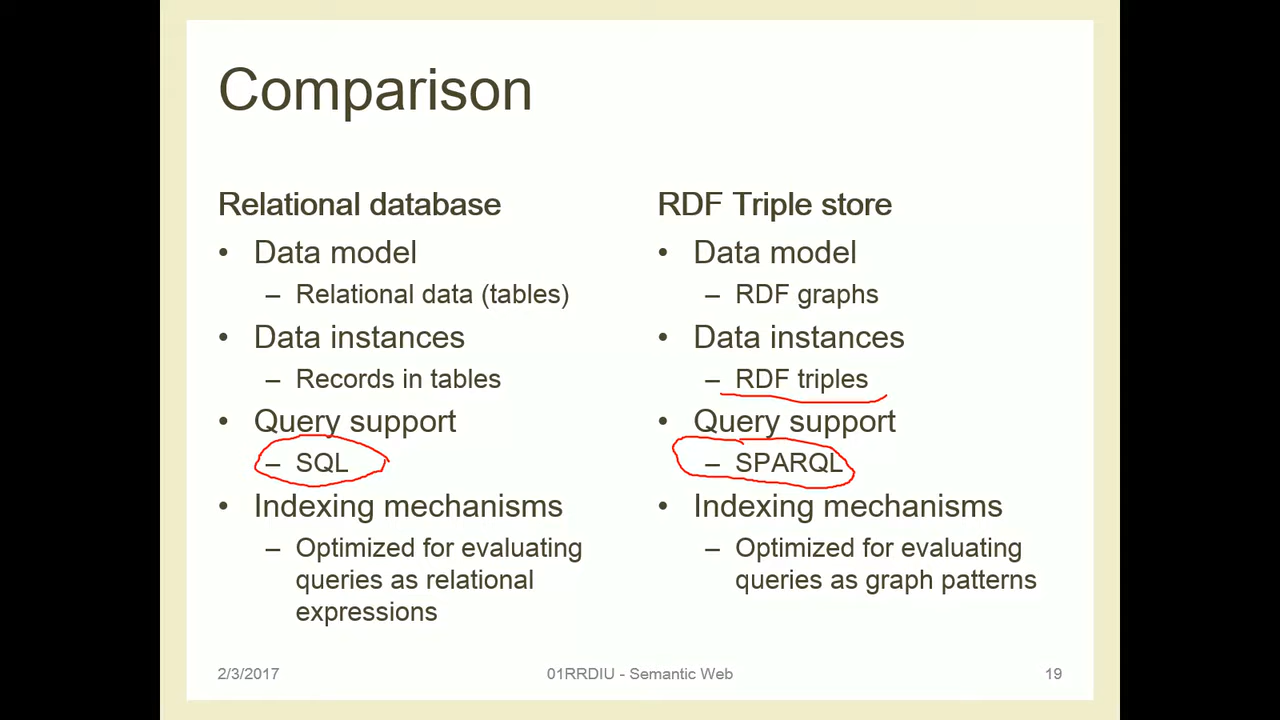 Comparison
Relational database
• Data model
– Relational data (tables)
• Data instances
– Records in tables
• Query support
– SQL
• Indexing mechanisms
– Optimized for evaluating
queries as relational
expressions
RDF Triple store
• Data model
– RDF graphs
• Data instances
– RDF triples
• Query support
– SPARQL
• Indexing mechanisms
– Optimized for evaluating
queries as graph patterns
2/3/2017
01RRDIU - Semantic Web
19